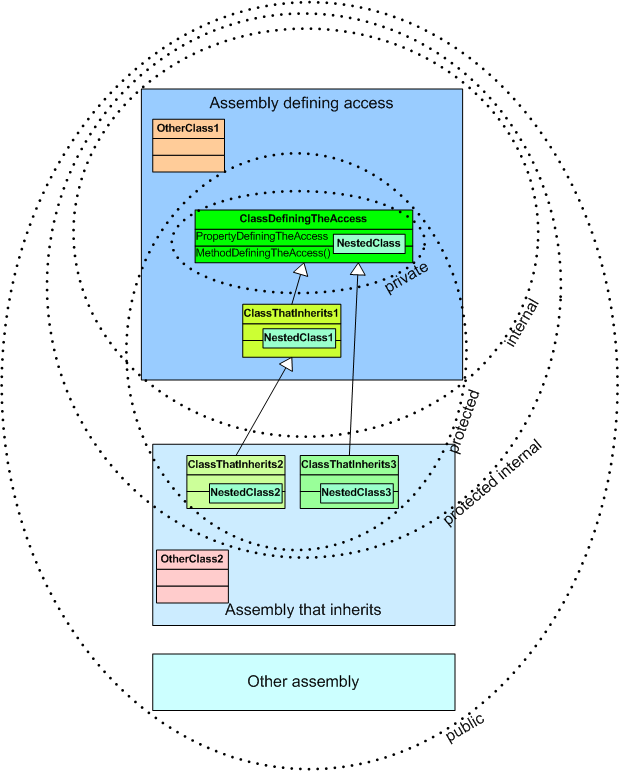 Assembly defining access
OtherClass1
ClassDefiningTheAccess
PropertyDefiningTheAccess
NestedClass
MethodDefiningTheAccess()
private
ClassThatInherits1
NestedClass1
internal
protected
protected internal
ClassThatInherits2
ClassThatInherits3
NestedClass2
NestedClass3
OtherClass2
Assembly that inherits
Other assembly
public